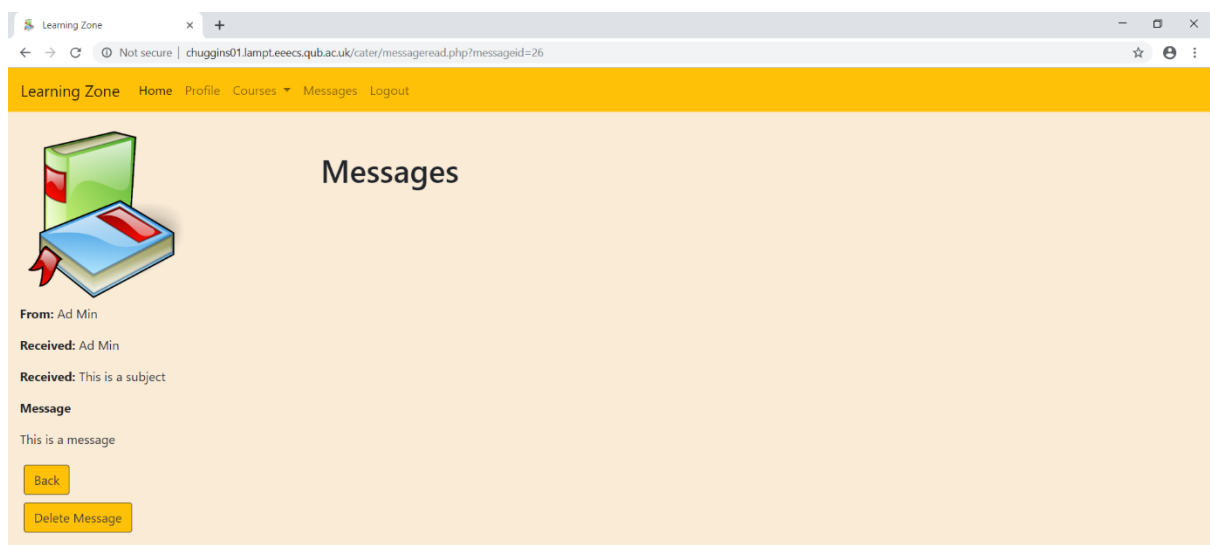 Learning Zone
Not secure | chuggins01.lampt.eeecs.qub.ac.uk/cater/messageread.php?messageid=26
Learning Zone Home Profile Courses Messages Logout
Messages
From: Ad Min
Received: Ad Min
Received: This is a subject
Message
This is a message
Back
Delete Message